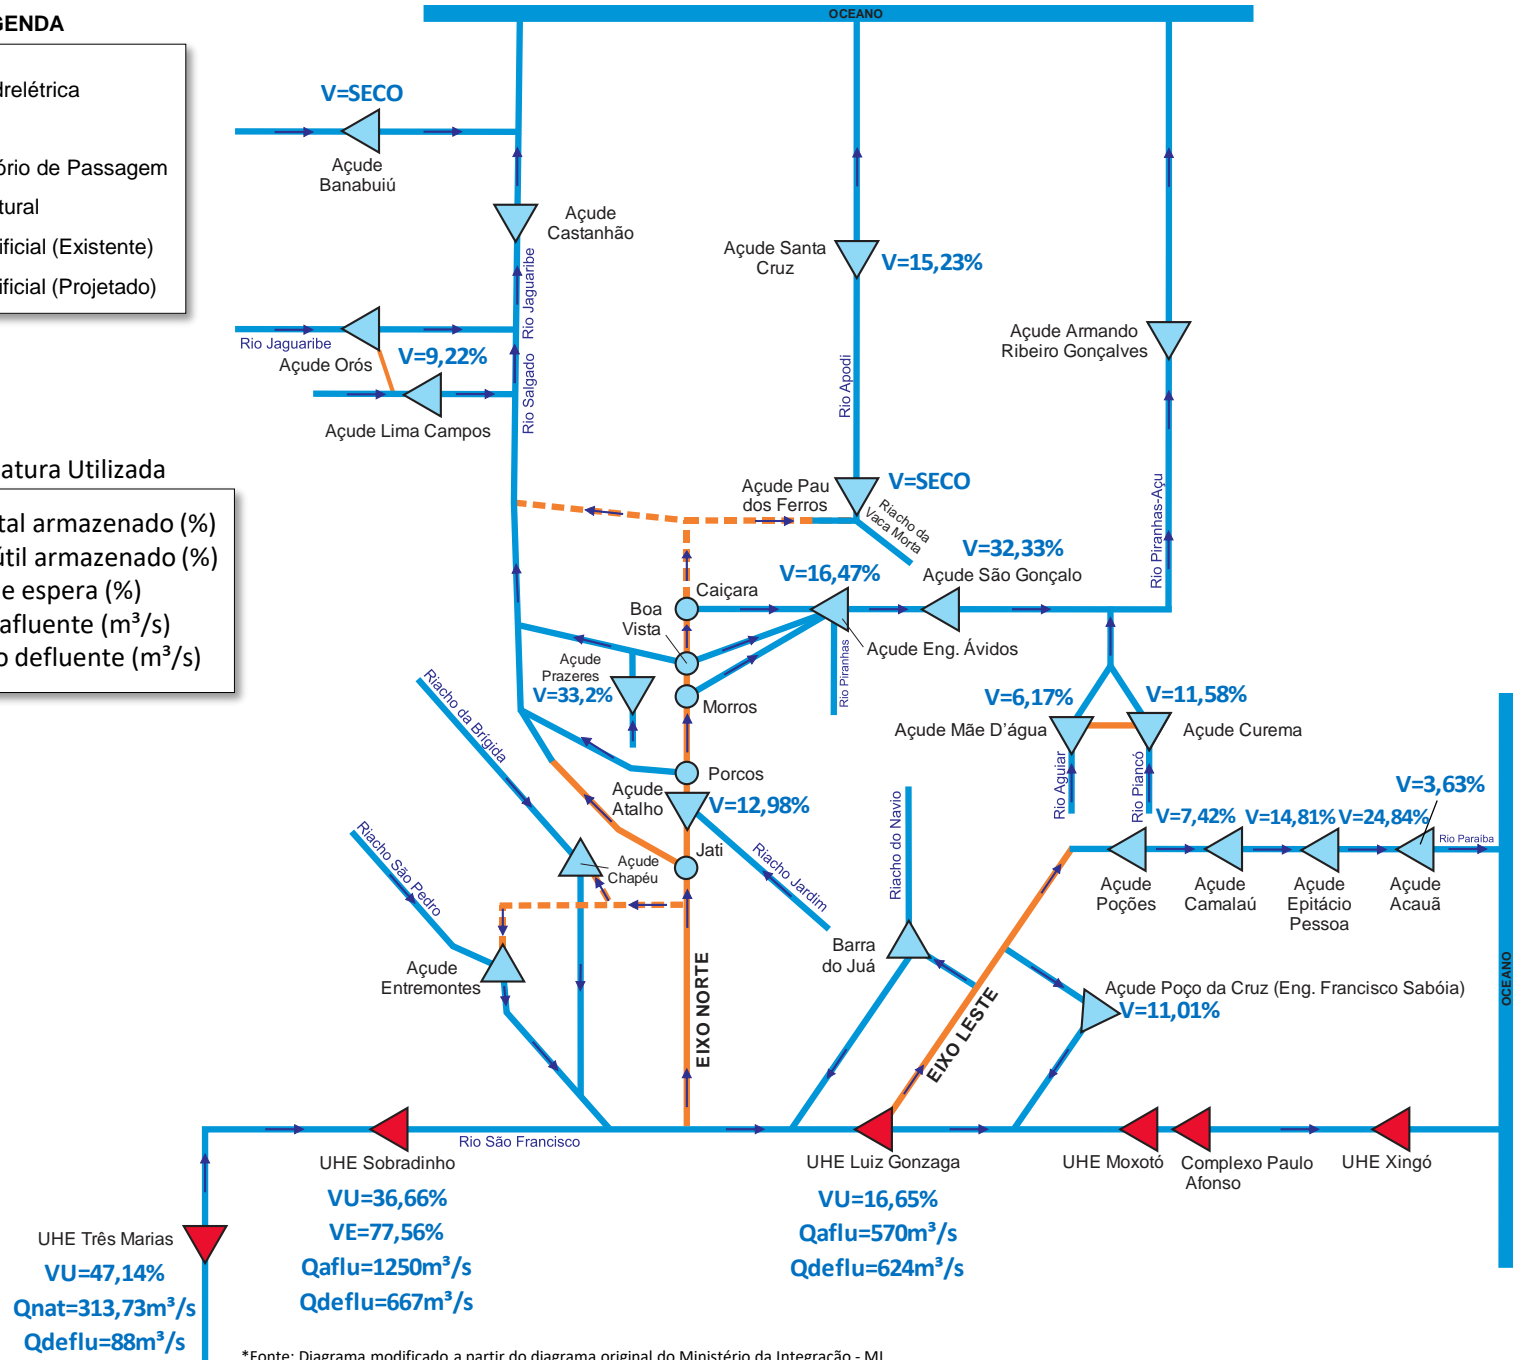 OCEANO
GENDA
drelétrica
ório de Passagem
tural
ificial (Existente)
ificial (Projetado)
V=SECO
Açude
Banabuiú
Açude
Castanhão
Rio Jaguaribe
Rio Jaguaribe
Açude Orós
V=9,22%
Rio Salgado
Açude Lima Campos
Açude Santa
Cruz
V=15,23%
Rio Apodi
Açude Armando
Ribeiro Gonçalves
Rio Piranhas-Açu
atura Utilizada
tal armazenado (%)
útil armazenado (%)
e espera (%)
afluente (m³/s)
o defluente (m³/s)
Açude Pau
dos Ferros
V=SECO
Riacho da
Vaca Morta
V=32,33%
Açude São Gonçalo
V=16,47%
Caiçara
Boa
Vista
Açude Eng. Ávidos
Rio Piranhas
Açude
Prazeres
V=33,2%
Morros
Riacho da Brígida
Porcos
Açude
Atalho
V=12,98%
Riacho Jardim
Jati
Açude
Chapéu
Riacho São Pedro
Açude
Entremontes
EIXO NORTE
V=6,17%
Açude Mãe D'água
V=11,58%
Açude Curema
Rio Aguiar
Rio Piancó
V=3,63%
V=7,42%
V=14,81%
V=24,84%
Rio Paraíba
Açude
Poções
Açude
Camalaú
Açude
Epitácio
Pessoa
Açude
Acauã
Riacho do Navio
Barra
do Juá
EIXO LESTE
Açude Poço da Cruz (Eng. Francisco Sabóia)
V=11,01%
OCEANO
Rio São Francisco
UHE Sobradinho
VU=36,66%
VE=77,56%
Qaflu=1250m³/s
Qdeflu=667m³/s
UHE Luiz Gonzaga
VU=16,65%
Qaflu=570m³/s
Qdeflu=624m³/s
UHE Moxotó
Complexo Paulo
Afonso
UHE Xingó
UHE Três Marias
VU=47,14%
Qnat=313,73m³/s
Qdeflu=88m³/s
*Fonte: Diagrama modificado a partir do diagrama original do Ministério da Integração - MI